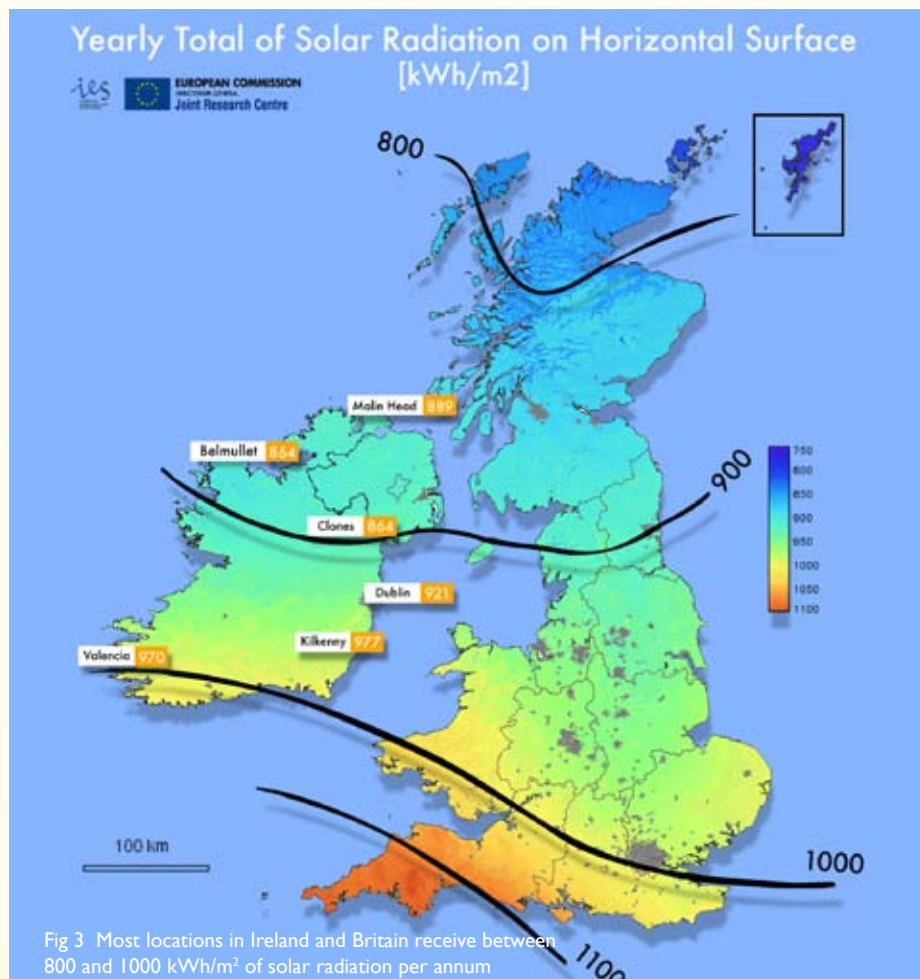 Yearly Total of Solar Radiation on Horizontal Surface
[kWh/m2]
ies
EUROPEAN COMMISSION
Joint Research Centre
800
Malin Head 889
Belmullet 864
900
Clones 864
Dublin 921
Kilkenny 977
Valencia 970
750
800
850
900
950
1000
1050
1100
100 km
1000
1100
Fig 3 Most locations in Ireland and Britain receive between
800 and 1000 kWh/m² of solar radiation per annum